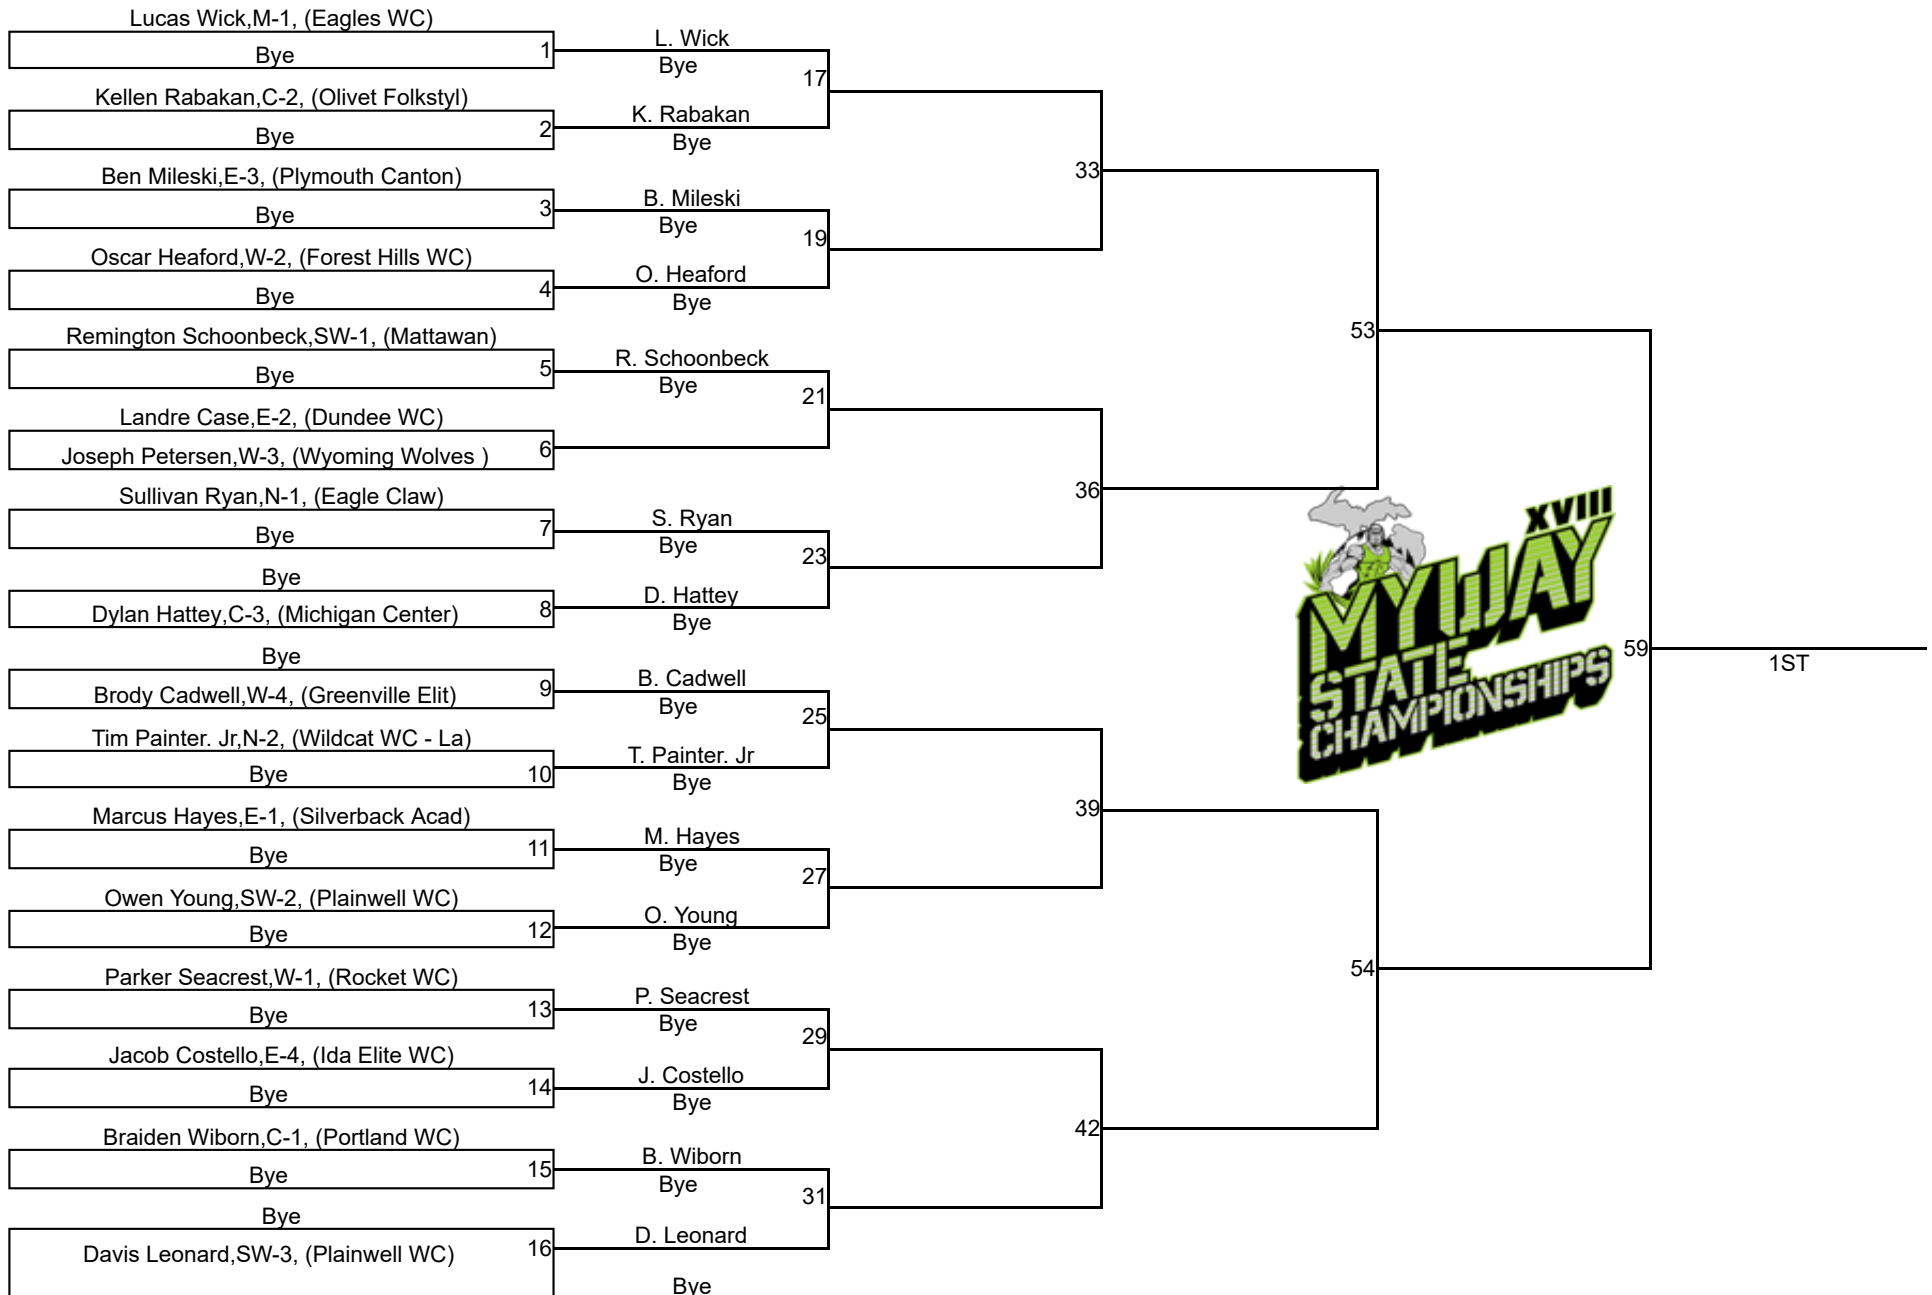 Lucas Wick,M-1, (Eagles WC)
Bye
1
Kellen Rabakan,C-2, (Olivet Folkstyl)
Bye
2
Ben Mileski,E-3, (Plymouth Canton)
Bye
3
Oscar Heaford,W-2, (Forest Hills WC)
Bye
4
Remington Schoonbeck,SW-1, (Mattawan)
Bye
5
Landre Case,E-2, (Dundee WC)
Joseph Petersen,W-3, (Wyoming Wolves )
6
Sullivan Ryan,N-1, (Eagle Claw)
Bye
7
Bye
Dylan Hattey,C-3, (Michigan Center)
8
Bye
Brody Cadwell,W-4, (Greenville Elit)
9
Tim Painter. Jr,N-2, (Wildcat WC - La)
Bye
10
Marcus Hayes,E-1, (Silverback Acad)
Bye
11
Owen Young,SW-2, (Plainwell WC)
Bye
12
Parker Seacrest,W-1, (Rocket WC)
Bye
13
Jacob Costello,E-4, (Ida Elite WC)
Bye
14
Braiden Wiborn,C-1, (Portland WC)
Bye
15
Bye
Davis Leonard,SW-3, (Plainwell WC)
16
L. Wick
Bye
17
K. Rabakan
Bye
B. Mileski
Bye
19
O. Heaford
Bye
R. Schoonbeck
Bye
21
S. Ryan
Bye
23
D. Hattey
Bye
B. Cadwell
Bye
25
T. Painter. Jr
Bye
M. Hayes
Bye
27
O. Young
Bye
P. Seacrest
Bye
29
J. Costello
Bye
B. Wiborn
Bye
31
D. Leonard
Bye
33
36
39
42
53
54
XVIII
MYWAY
STATE
CHAMPIONSHIPS
59
1ST